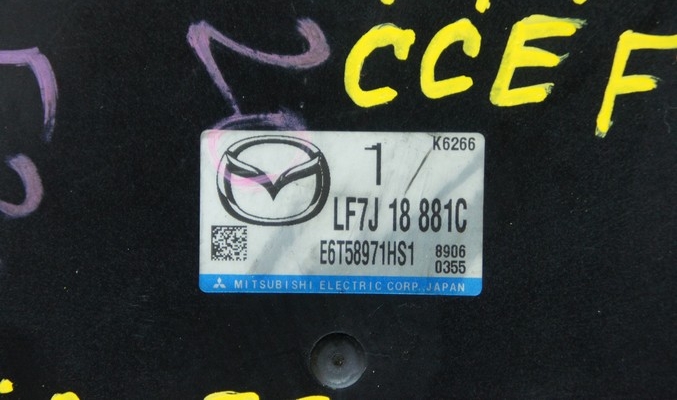 CCEF
K6266
1
LF7J 18 881C
E6T58971HS1 8906
0355
MITSUBISHI ELECTRIC CORP. JAPAN